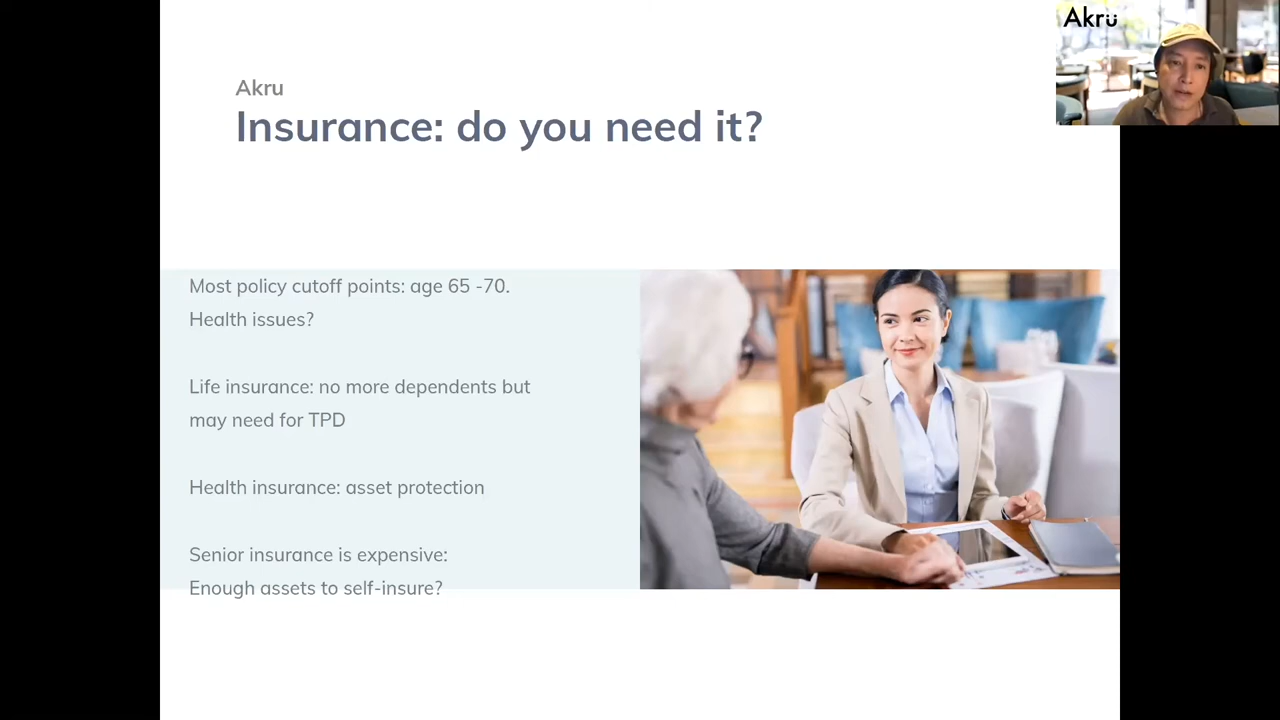 Akru
Akru
Insurance: do you need it?
Most policy cutoff points: age 65 -70.
Health issues?
Life insurance: no more dependents but
may need for TPD
Health insurance: asset protection
Senior insurance is expensive:
Enough assets to self-insure?